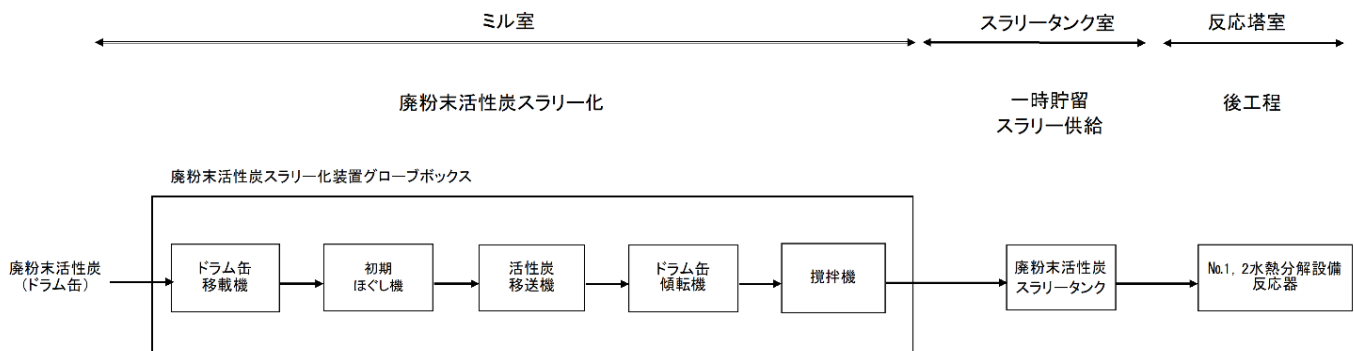 ミル室
スラリータンク室
反応塔室
廃粉末活性炭スラリー化
一時貯留
スラリー供給
後工程
廃粉末活性炭スラリー化装置グローブボックス
廃粉末活性炭
(ドラム缶)
ドラム缶
移載機
初期
ほぐし機
活性炭
移送機
ドラム缶
傾転機
攪拌機
廃粉末活性炭
スラリータンク
No.1, 2水熱分解設備
反応器